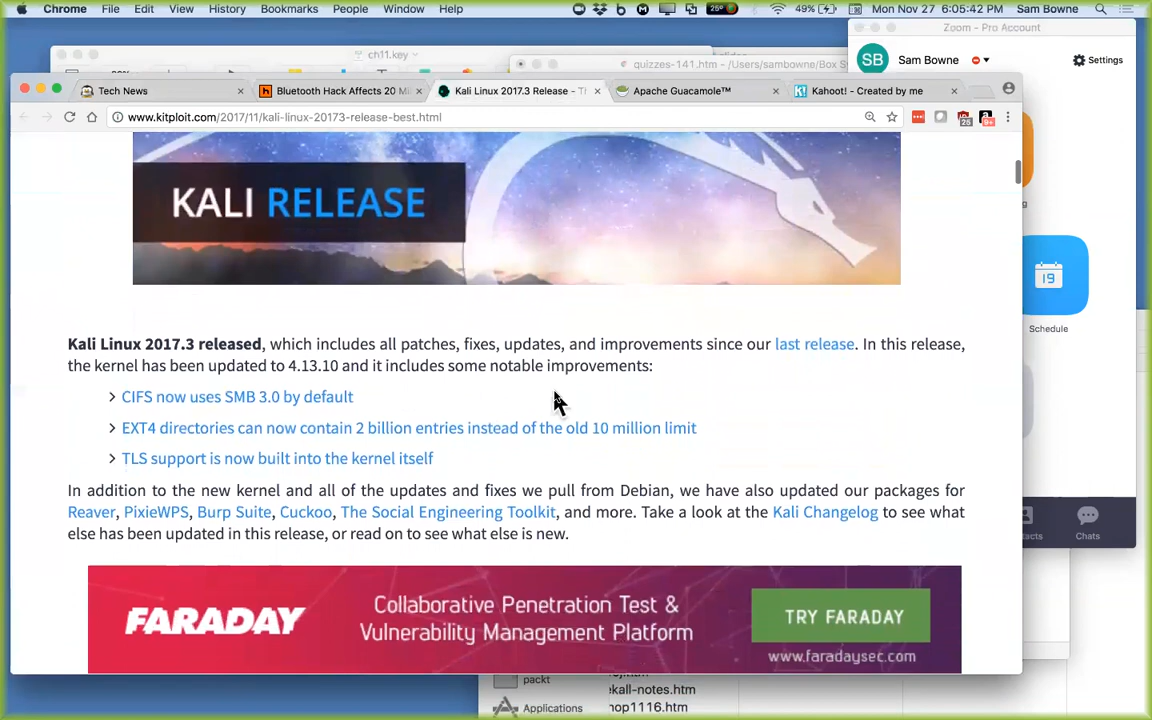 Chrome File Edit View History Bookmarks People Window Help 25° 49% Mon Nov 27 6:05:42 PM Sam Bowne
Zoom - Pro Account
ch11.key
quizzes-141.htm - /Users/sambowne/Box S
SB Sam Bowne Settings
Tech News
Bluetooth Hack Affects 20 Mi
Kali Linux 2017.3 Release - T
Apache Guacamole™
Kahoot! - Created by me
www.kitploit.com/2017/11/kali-linux-20173-release-best.html
25
9+
KALI RELEASE
19
Schedule
Kali Linux 2017.3 released, which includes all patches, fixes, updates, and improvements since our last release. In this release,
the kernel has been updated to 4.13.10 and it includes some notable improvements:
CIFS now uses SMB 3.0 by default
EXT4 directories can now contain 2 billion entries instead of the old 10 million limit
TLS support is now built into the kernel itself
In addition to the new kernel and all of the updates and fixes we pull from Debian, we have also updated our packages for
Reaver, PixieWPS, Burp Suite, Cuckoo, The Social Engineering Toolkit, and more. Take a look at the Kali Changelog to see what
else has been updated in this release, or read on to see what else is new.
tacts Chats
FARADAY
Collaborative Penetration Test &
Vulnerability Management Platform
TRY FARADAY
www.faradaysec.com
packt
ekall-notes.htm
Applications
hop1116.htm